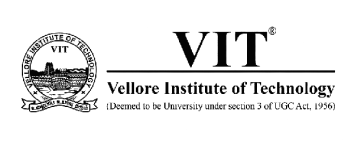 VELLORE INSTITUTE OF TECHNOLOGY
VIT
VIT®
Vellore Institute of Technology
(Deemed to be University under section 3 of UGC Act, 1956)